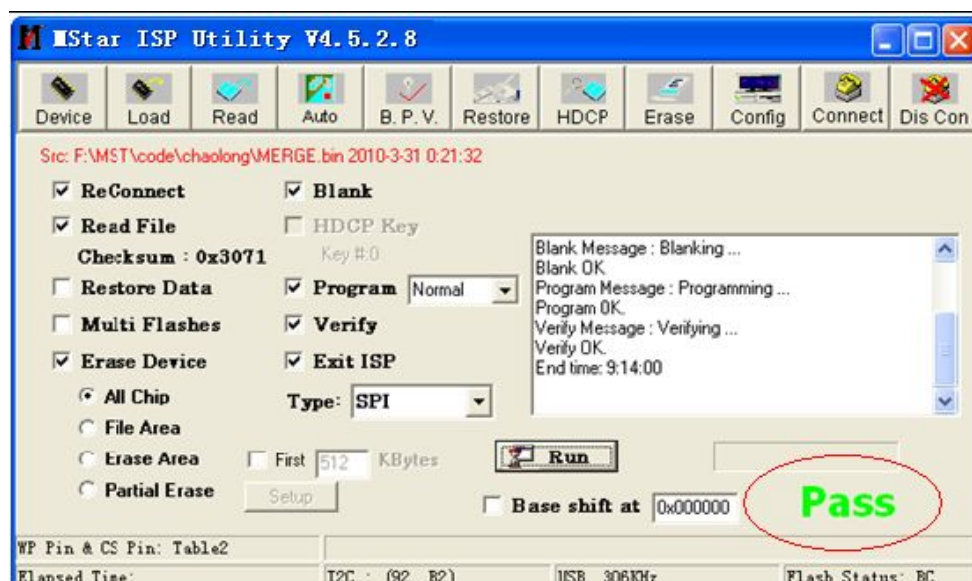 MStar ISP Utility V4.5.2.8
Device Load Read Auto B. P. V. Restore HDCP Erase Config Connect Dis Con
Src: F:\MST\code\chaolong\MERGE.bin 2010-3-31 0:21:32
ReConnect
Blank
Read File
HDCP Key
Checksum : 0x3071
Key #:0
Restore Data
Program Normal
Multi Flashes
Verify
Erase Device
Exit ISP
All Chip
Type: SPI
File Area
Erase Area
First 512 KBytes
Partial Erase
Setup
Blank Message : Blanking ...
Blank OK
Program Message : Programming ...
Program OK.
Verify Message : Verifying ...
Verify OK.
End time: 9:14:00
Run
Base shift at 0x000000
Pass
WP Pin & CS Pin: Table2
Elapsed Time:
I2C : (92, B2)
USB 306KHz
Flash Status: BC